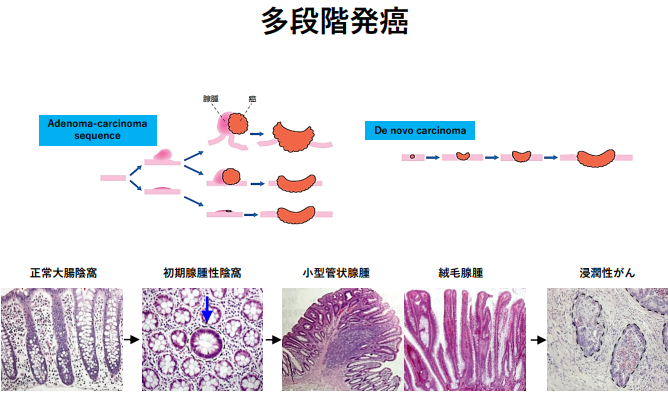 多段階発癌
腺腫
癌
Adenoma-carcinoma
sequence
De novo carcinoma
正常大腸陰窩
初期腺腫性陰窩
小型管状腺腫
絨毛腺腫
浸潤性がん